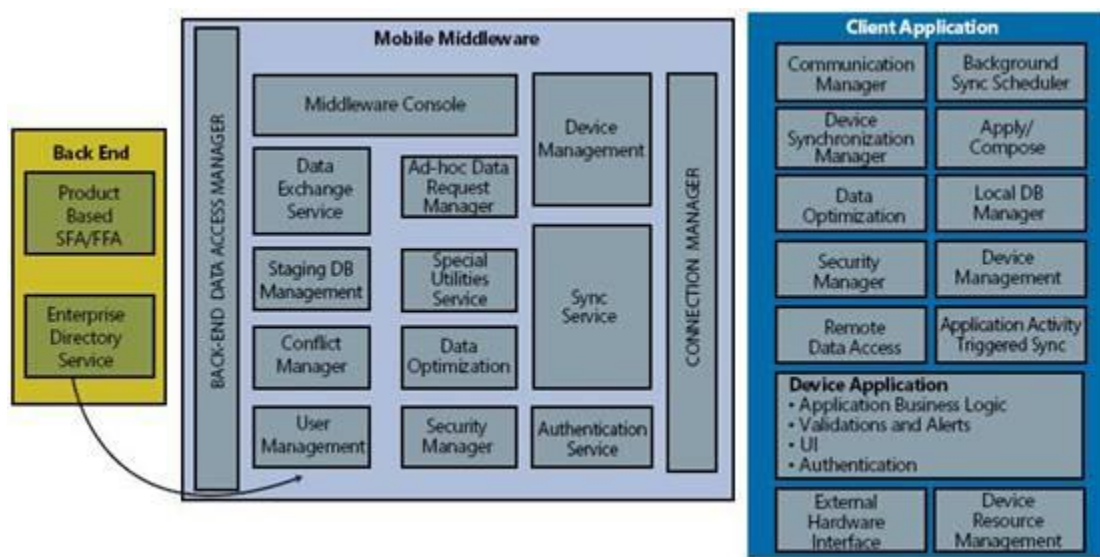 Back End
Product
Based
SFA/FFA
Enterprise
Directory
Service
Mobile Middleware
BACK-END DATA ACCESS MANAGER
Middleware Console
Data
Exchange
Service
Ad-hoc Data
Request
Manager
Staging DB
Management
Special
Utilities
Service
Conflict
Manager
Data
Optimization
User
Management
Security
Manager
Device
Management
Sync
Service
Authentication
Service
CONNECTION MANAGER
Client Application
Communication
Manager
Background
Sync Scheduler
Device
Synchronization
Manager
Apply/
Compose
Data
Optimization
Local DB
Manager
Security
Manager
Device
Management
Remote
Data Access
Application Activity
Triggered Sync
Device Application
• Application Business Logic
• Validations and Alerts
• UI
• Authentication
External
Hardware
Interface
Device
Resource
Management